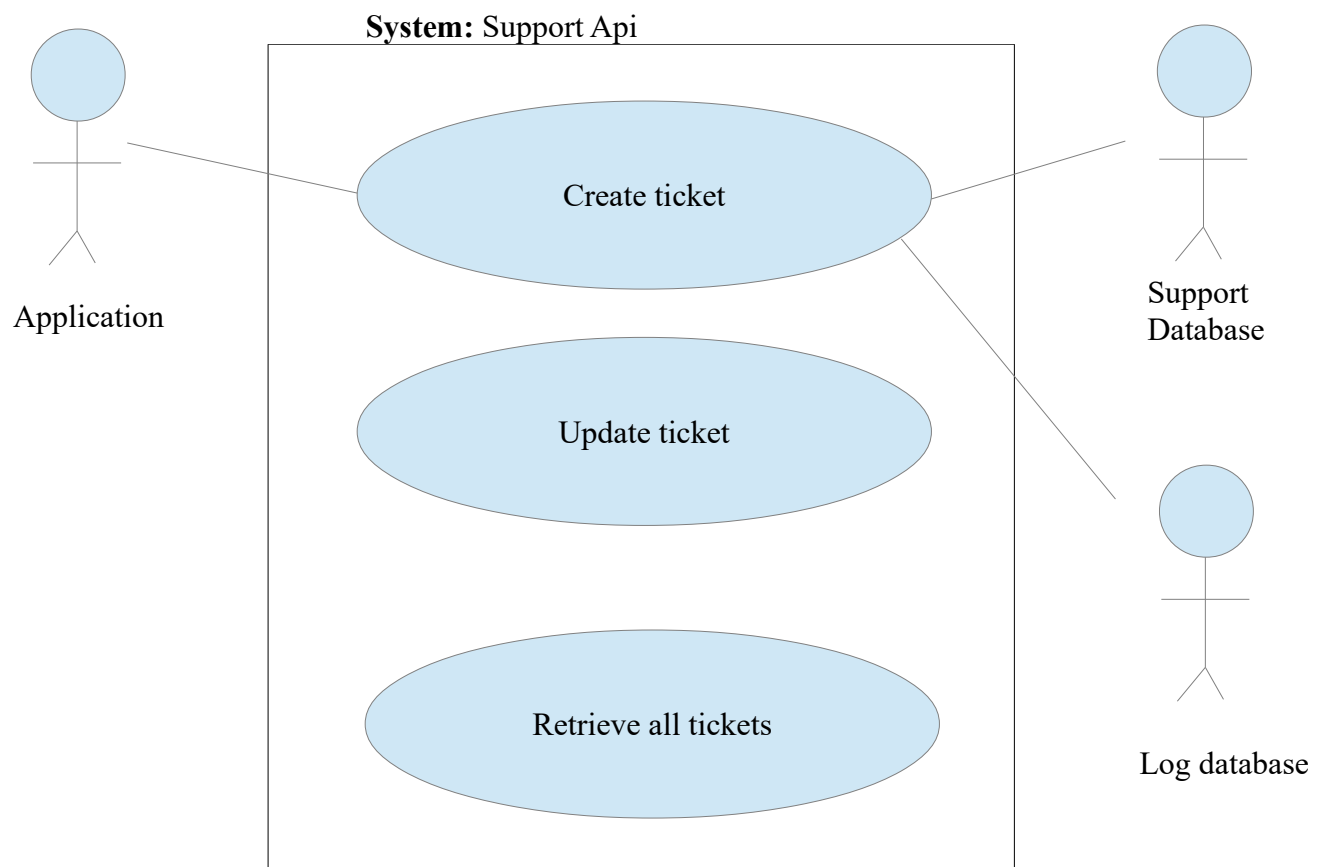 System: Support Api
Create ticket
Application
Support
Database
Update ticket
Retrieve all tickets
Log database